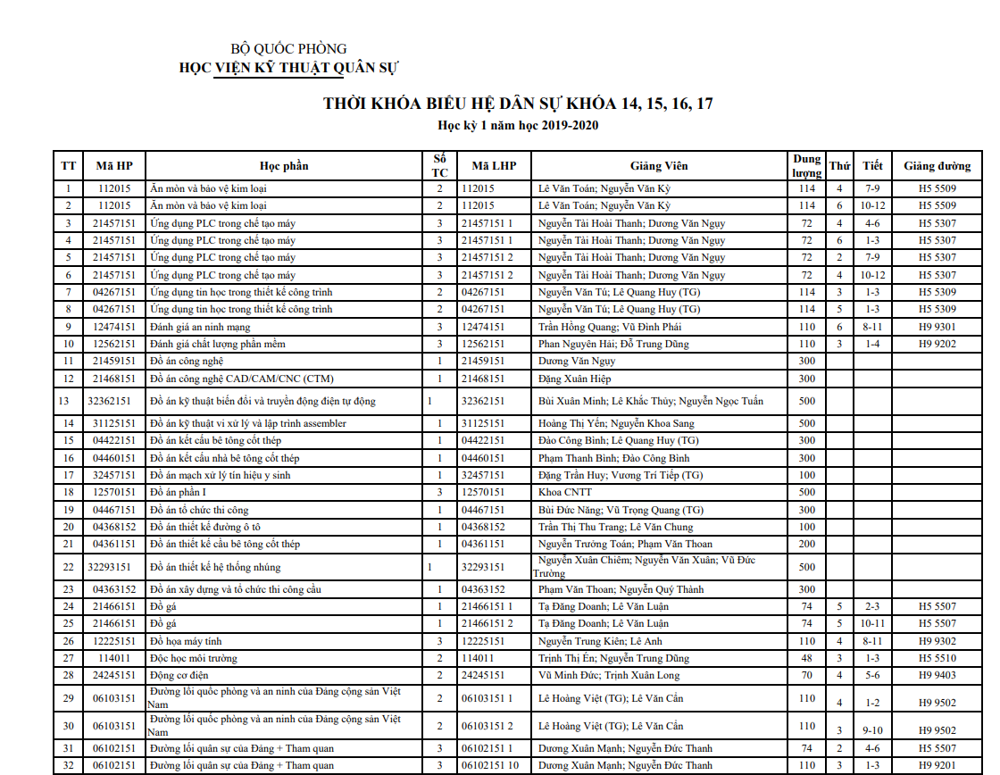 BỘ QUỐC PHÒNG
HỌC VIỆN KỸ THUẬT QUÂN SỰ
THỜI KHÓA BIỂU HỆ DÂN SỰ KHÓA 14, 15, 16, 17
Học kỳ 1 năm học 2019-2020
TT Mã HP Học phần Số TC Mã LHP Giảng Viên Dung lượng Thứ Tiết Giảng đường
1 112015 Ăn mòn và bảo vệ kim loại 2 112015 Lê Văn Toán; Nguyễn Văn Kỳ 114 4 7-9 H5 5509
2 112015 Ăn mòn và bảo vệ kim loại 2 112015 Lê Văn Toán; Nguyễn Văn Kỳ 114 6 10-12 H5 5509
3 21457151 Ứng dụng PLC trong chế tạo máy 3 21457151 1 Nguyễn Tài Hoài Thanh; Dương Văn Ngụy 72 4 4-6 H5 5307
4 21457151 Ứng dụng PLC trong chế tạo máy 3 21457151 1 Nguyễn Tài Hoài Thanh; Dương Văn Ngụy 72 6 1-3 H5 5307
5 21457151 Ứng dụng PLC trong chế tạo máy 3 21457151 2 Nguyễn Tài Hoài Thanh; Dương Văn Ngụy 72 2 7-9 H5 5307
6 21457151 Ứng dụng PLC trong chế tạo máy 3 21457151 2 Nguyễn Tài Hoài Thanh; Dương Văn Ngụy 72 4 10-12 H5 5307
7 04267151 Ứng dụng tin học trong thiết kế công trình 2 04267151 Nguyễn Văn Tú; Lê Quang Huy (TG) 114 3 1-3 H5 5309
8 04267151 Ứng dụng tin học trong thiết kế công trình 2 04267151 Nguyễn Văn Tú; Lê Quang Huy (TG) 114 5 1-3 H5 5309
9 12474151 Đánh giá an ninh mạng 3 12474151 Trần Hồng Quang; Vũ Đình Phái 110 6 8-11 H9 9301
10 12562151 Đánh giá chất lượng phần mềm 3 12562151 Phan Nguyên Hải; Đỗ Trung Dũng 110 3 1-4 H9 9202
11 21459151 Đồ án công nghệ 1 21459151 Dương Văn Ngụy 300
12 21468151 Đồ án công nghệ CAD/CAM/CNC (CTM) 1 21468151 Đặng Xuân Hiệp 300
13 32362151 Đồ án kỹ thuật biến đổi và truyền động điện tự động 1 32362151 Bùi Xuân Minh; Lê Khắc Thủy; Nguyễn Ngọc Tuấn 500
14 31125151 Đồ án kỹ thuật vi xử lý và lập trình assembler 1 31125151 Hoàng Thị Yến; Nguyễn Khoa Sang 500
15 04422151 Đồ án kết cấu bê tông cốt thép 1 04422151 Đào Công Bình; Lê Quang Huy (TG) 300
16 04460151 Đồ án kết cấu nhà bê tông cốt thép 1 04460151 Phạm Thanh Bình; Đào Công Bình 300
17 32457151 Đồ án mạch xử lý tín hiệu y sinh 1 32457151 Đặng Trần Huy; Vương Trí Tiếp (TG) 100
18 12570151 Đồ án phần I 3 12570151 Khoa CNTT 500
19 04467151 Đồ án tổ chức thi công 1 04467151 Bùi Đức Năng; Vũ Trọng Quang (TG) 300
20 04368152 Đồ án thiết kế đường ô tô 1 04368152 Trần Thị Thu Trang; Lê Văn Chung 100
21 04361151 Đồ án thiết kế cầu bê tông cốt thép 1 04361151 Nguyễn Trưởng Toán; Phạm Văn Thoan 200
22 32293151 Đồ án thiết kế hệ thống nhúng 1 32293151 Nguyễn Xuân Chiêm; Nguyễn Văn Xuân; Vũ Đức Trường 500
23 04363152 Đồ án xây dựng và tổ chức thi công cầu 1 04363152 Phạm Văn Thoan; Nguyễn Quý Thành 300
24 21466151 Đồ gá 1 21466151 1 Tạ Đăng Doanh; Lê Văn Luận 74 5 2-3 H5 5507
25 21466151 Đồ gá 1 21466151 2 Tạ Đăng Doanh; Lê Văn Luận 74 5 10-11 H5 5507
26 12225151 Đồ họa máy tính 3 12225151 Nguyễn Trung Kiên; Lê Anh 110 4 8-11 H9 9302
27 114011 Độc học môi trường 2 114011 Trịnh Thị Én; Nguyễn Trung Dũng 48 3 1-3 H5 5510
28 24245151 Động cơ điện 2 24245151 Vũ Minh Đức; Trịnh Xuân Long 70 4 5-6 H9 9403
29 06103151 Đường lối quốc phòng và an ninh của Đảng cộng sản Việt Nam 2 06103151 1 Lê Hoàng Việt (TG); Lê Văn Cẩn 110 4 1-2 H9 9502
30 06103151 Đường lối quốc phòng và an ninh của Đảng cộng sản Việt Nam 2 06103151 2 Lê Hoàng Việt (TG); Lê Văn Cẩn 110 3 9-10 H9 9502
31 06102151 Đường lối quân sự của Đảng + Tham quan 3 06102151 1 Dương Xuân Mạnh; Nguyễn Đức Thanh 74 2 4-6 H5 5507
32 06102151 Đường lối quân sự của Đảng + Tham quan 3 06102151 10 Dương Xuân Mạnh; Nguyễn Đức Thanh 110 3 1-3 H9 9201